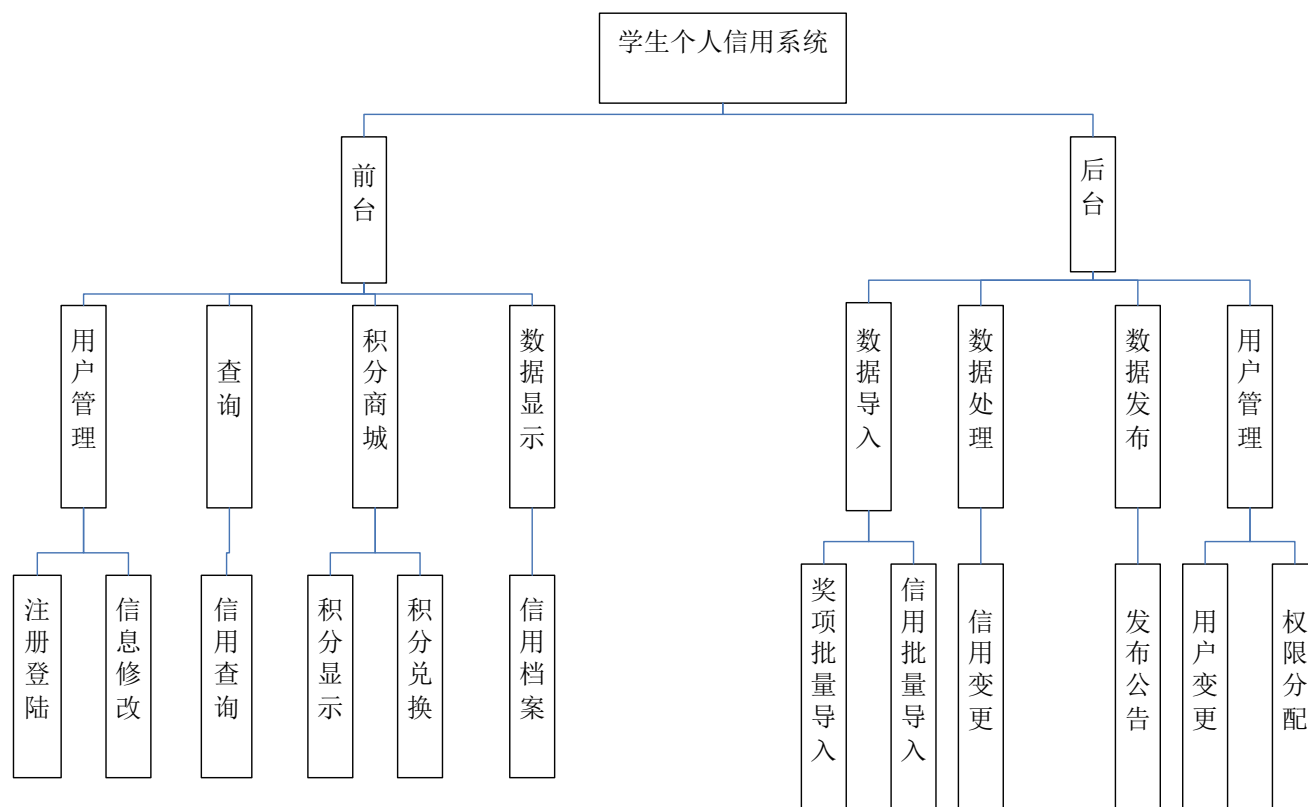 学生个人信用系统
前台
后台
用户管理
查询
积分商城
数据显示
数据导入
数据处理
数据发布
用户管理
注册登陆
信息修改
信用查询
积分显示
积分兑换
信用档案
奖项批量导入
信用批量导入
信用变更
发布公告
用户变更
权限分配